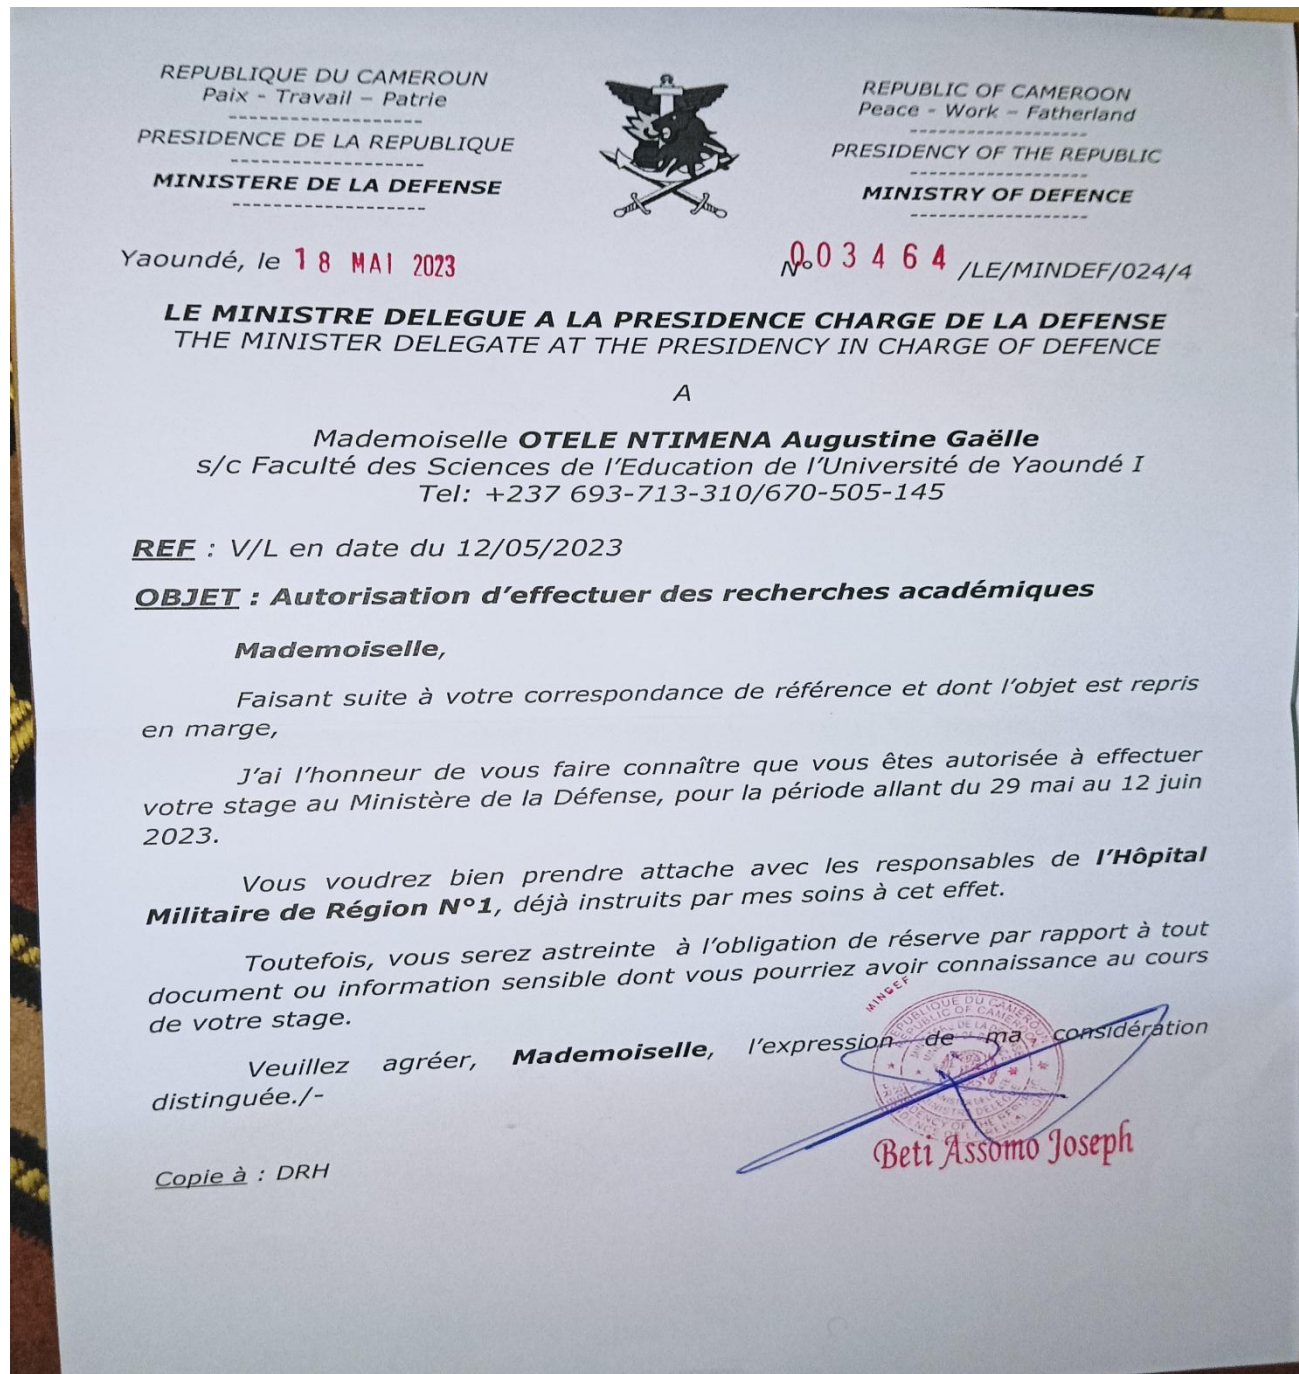 REPUBLIQUE DU CAMEROUN
Paix - Travail – Patrie
-------------------
PRESIDENCE DE LA REPUBLIQUE
-------------------
MINISTERE DE LA DEFENSE
-------------------
REPUBLIC OF CAMEROON
Peace - Work – Fatherland
------------------
PRESIDENCY OF THE REPUBLIC
------------------
MINISTRY OF DEFENCE
------------------
Yaoundé, le 18 MAI 2023
N° 003464 /LE/MINDEF/024/4
LE MINISTRE DELEGUE A LA PRESIDENCE CHARGE DE LA DEFENSE
THE MINISTER DELEGATE AT THE PRESIDENCY IN CHARGE OF DEFENCE
A
Mademoiselle OTELE NTIMENA Augustine Gaëlle
s/c Faculté des Sciences de l'Education de l'Université de Yaoundé I
Tel: +237 693-713-310/670-505-145
REF : V/L en date du 12/05/2023
OBJET : Autorisation d'effectuer des recherches académiques
Mademoiselle,
Faisant suite à votre correspondance de référence et dont l'objet est repris
en marge,
J'ai l'honneur de vous faire connaître que vous êtes autorisée à effectuer
votre stage au Ministère de la Défense, pour la période allant du 29 mai au 12 juin
2023.
Vous voudrez bien prendre attache avec les responsables de l'Hôpital
Militaire de Région N°1, déjà instruits par mes soins à cet effet.
Toutefois, vous serez astreinte à l'obligation de réserve par rapport à tout
document ou information sensible dont vous pourriez avoir connaissance au cours
de votre stage.
Veuillez agréer, Mademoiselle, l'expression de ma considération
distinguée./-
MINDEF
REPUBLIQUE DU CAMEROUN
REPUBLIC OF CAMEROON
Beti Assomo Joseph
Copie à : DRH